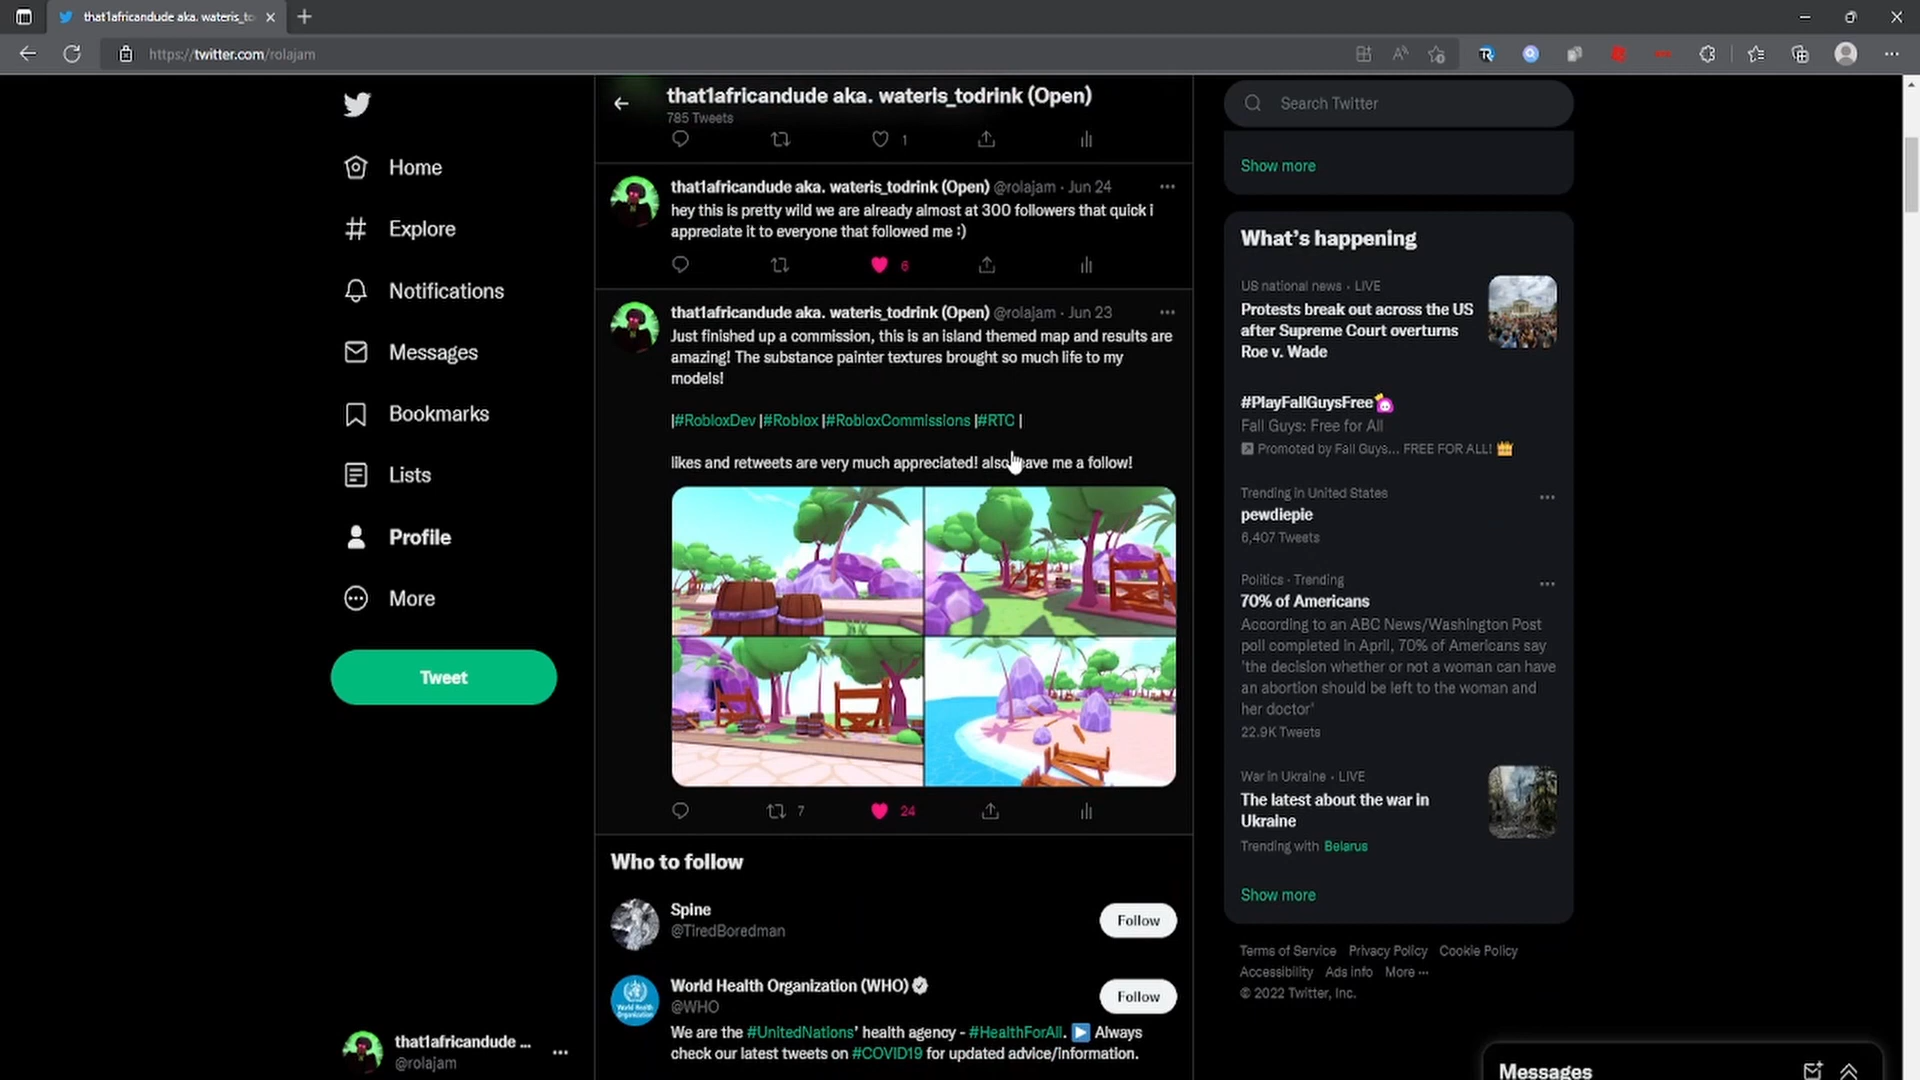 that1africandude aka. wateris_to
https://twitter.com/rolajam
Home
Explore
Notifications
Messages
Bookmarks
Lists
Profile
More
Tweet
that1africandude ...
@rolajam
that1africandude aka. wateris_todrink (Open)
785 Tweets
1
that1africandude aka. wateris_todrink (Open) @rolajam · Jun 24
hey this is pretty wild we are already almost at 300 followers that quick i
appreciate it to everyone that followed me :)
6
that1africandude aka. wateris_todrink (Open) @rolajam · Jun 23
Just finished up a commission, this is an island themed map and results are
amazing! The substance painter textures brought so much life to my
models!
|#RobloxDev |#Roblox |#RobloxCommissions |#RTC |
likes and retweets are very much appreciated! also eave me a follow!
7
24
Who to follow
Spine
@TiredBoredman
Follow
World Health Organization (WHO)
@WHO
Follow
We are the #UnitedNations' health agency - #HealthForAll. Always
check our latest tweets on #COVID19 for updated advice/information.
Search Twitter
Show more
What's happening
US national news · LIVE
Protests break out across the US
after Supreme Court overturns
Roe v. Wade
#PlayFallGuysFree
Fall Guys: Free for All
Promoted by Fall Guys... FREE FOR ALL!
Trending in United States
pewdiepie
6,407 Tweets
Politics · Trending
70% of Americans
According to an ABC News/Washington Post
poll completed in April, 70% of Americans say
'the decision whether or not a woman can have
an abortion should be left to the woman and
her doctor'
22.9K Tweets
War in Ukraine · LIVE
The latest about the war in
Ukraine
Trending with Belarus
Show more
Terms of Service Privacy Policy Cookie Policy
Accessibility Ads info More ···
© 2022 Twitter, Inc.
Messages